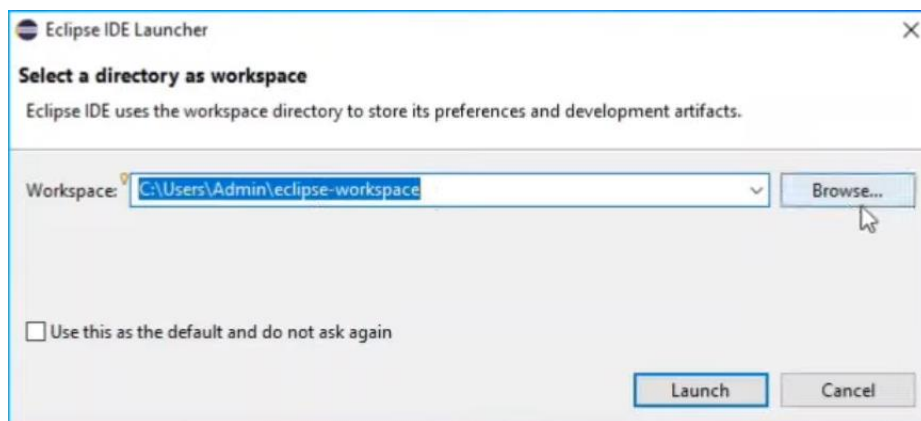 Eclipse IDE Launcher
Select a directory as workspace
Eclipse IDE uses the workspace directory to store its preferences and development artifacts.
Workspace: C:\Users\Admin\eclipse-workspace Browse...
Use this as the default and do not ask again
Launch Cancel